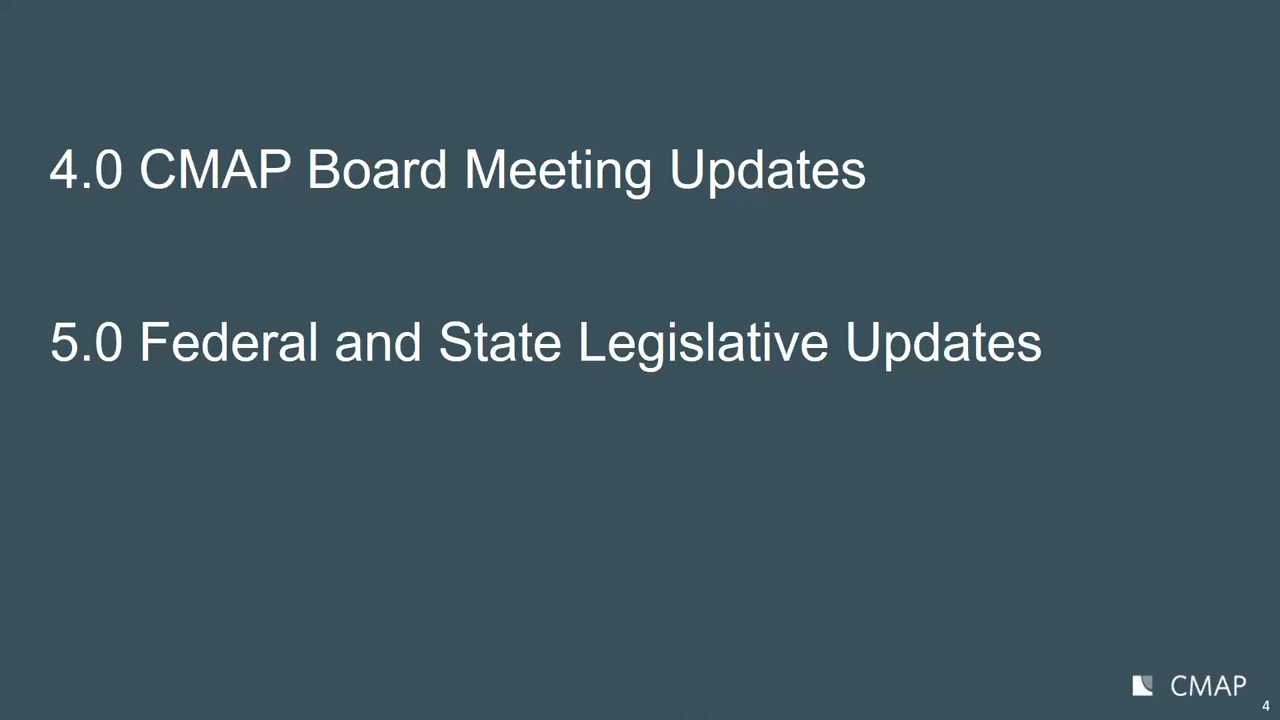 4.0 CMAP Board Meeting Updates
5.0 Federal and State Legislative Updates
CMAP
4